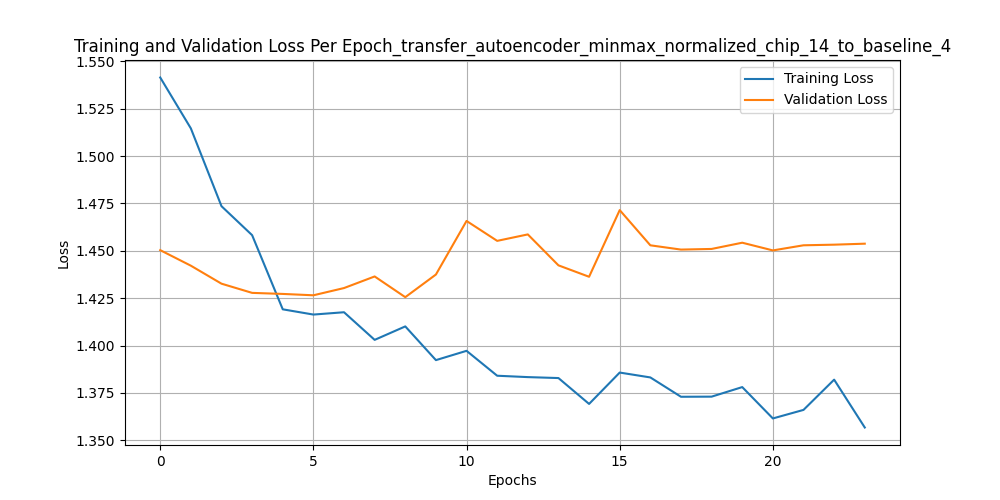 Training and Validation Loss Per Epoch_transfer_autoencoder_minmax_normalized_chip_14_to_baseline_4
Training Loss
Validation Loss
Loss
1.550
1.525
1.500
1.475
1.450
1.425
1.400
1.375
1.350
0 5 10 15 20
Epochs